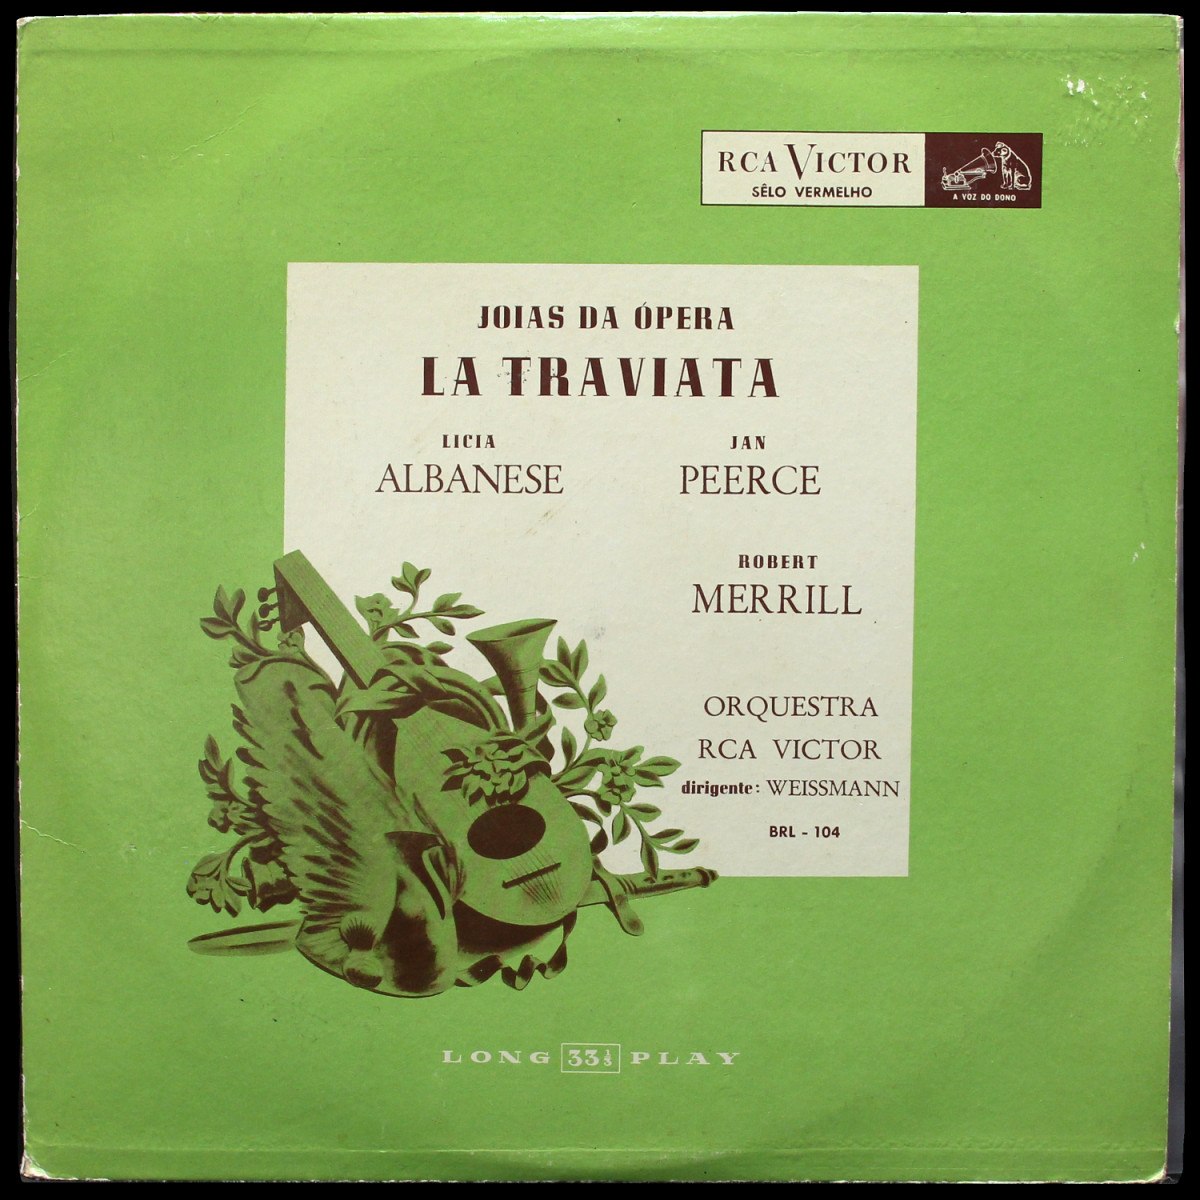 RCA VICTOR
SÊLO VERMELHO
A VOZ DO DONO
JOIAS DA ÓPERA
LA TRAVIATA
LICIA
ALBANESE
JAN
PEERCE
ROBERT
MERRILL
ORQUESTRA
RCA VICTOR
dirigente: WEISSMANN
BRL - 104
LONG 33⅓ PLAY